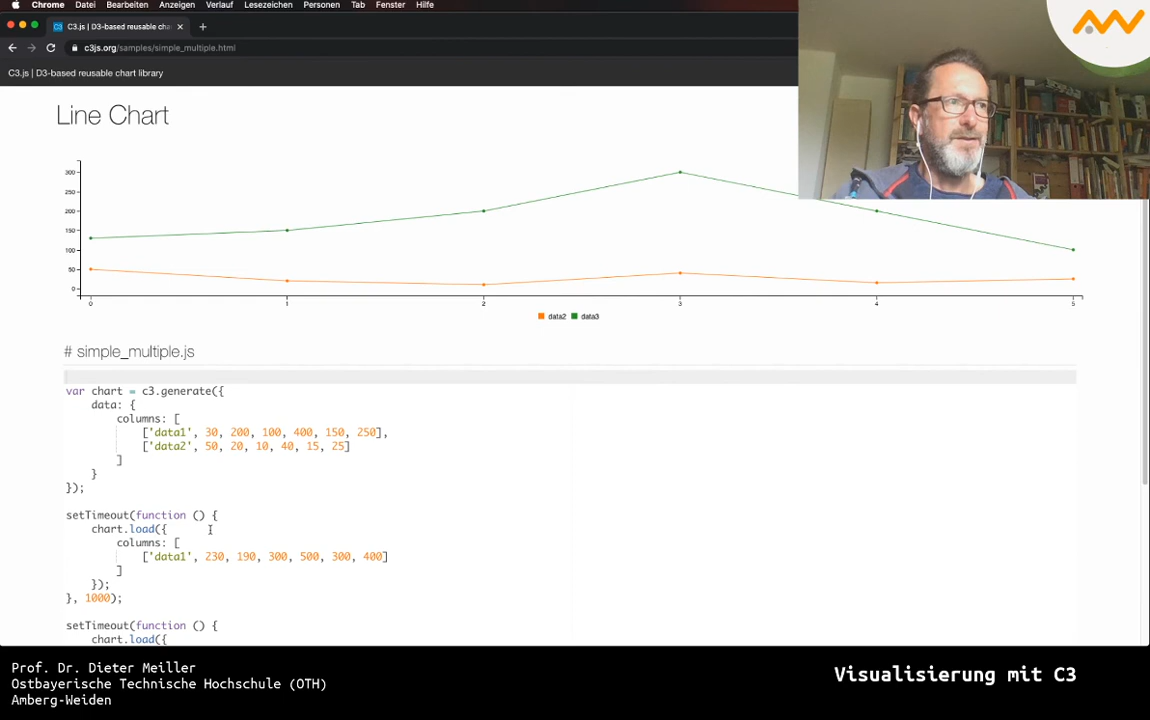 Chrome Datei Bearbeiten Anzeigen Verlauf Lesezeichen Personen Tab Fenster Hilfe
C3.js | D3-based reusable cha
c3js.org/samples/simple_multiple.html
C3.js | D3-based reusable chart library
Line Chart
300
250
200
150
100
50
0
0 1 2 3 4 5
data2 data3
# simple_multiple.js
var chart = c3.generate({
data: {
columns: [
['data1', 30, 200, 100, 400, 150, 250],
['data2', 50, 20, 10, 40, 15, 25]
]
}
});
setTimeout(function () {
chart.load({
columns: [
['data1', 230, 190, 300, 500, 300, 400]
]
});
}, 1000);
setTimeout(function () {
chart.load({
Prof. Dr. Dieter Meiller
Ostbayerische Technische Hochschule (OTH)
Amberg-Weiden
Visualisierung mit C3